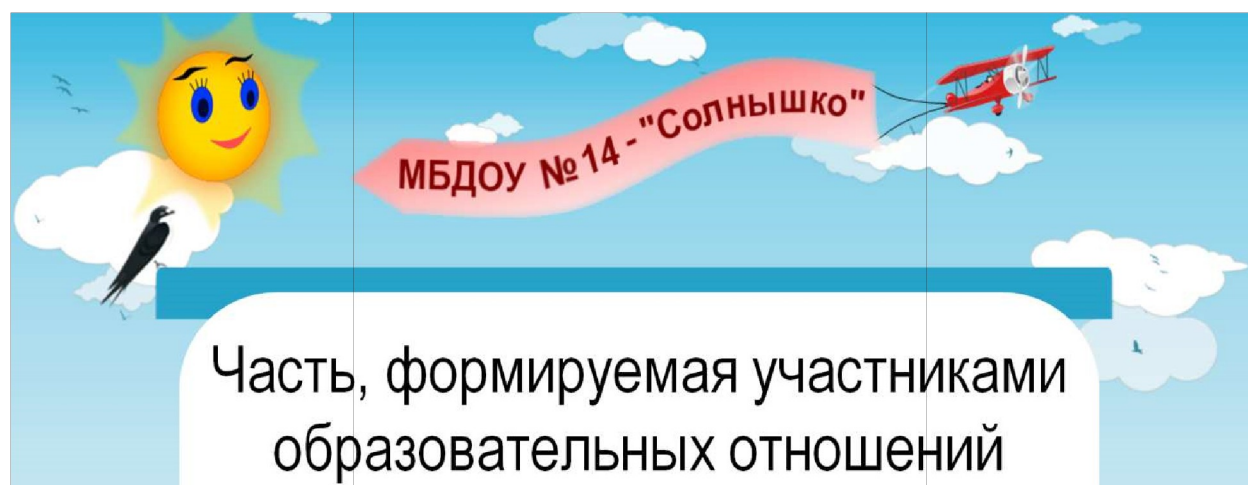 МБДОУ №14 - "Солнышко"
Часть, формируемая участниками
образовательных отношений